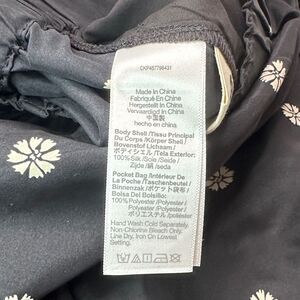 CKP457798431
Made In China
Fabriqué En Chine
Hergestellt in China
Vervaardigd in China
中国製
hecho en china
Body Shell /Tissu Principal
Du Corps /Körper Shell /
Bovenstof Lichaam /
ボディシェル /Tela Exterior:
100% Silk /Soie /Seide /
Zijde /絹 /seda
Pocket Bag /Intérieur De
La Poche /Taschenbeutel /
Binnenzak /ポケット袋布 /
Bolsa Del Bolsillo:
100% Polyester /Polyester
/Polyester /Polyester /
ポリエステル /poliéster
Hand Wash Cold Separately.
Non-Chlorine Bleach Only.
Line Dry. Iron On Lowest
Setting.